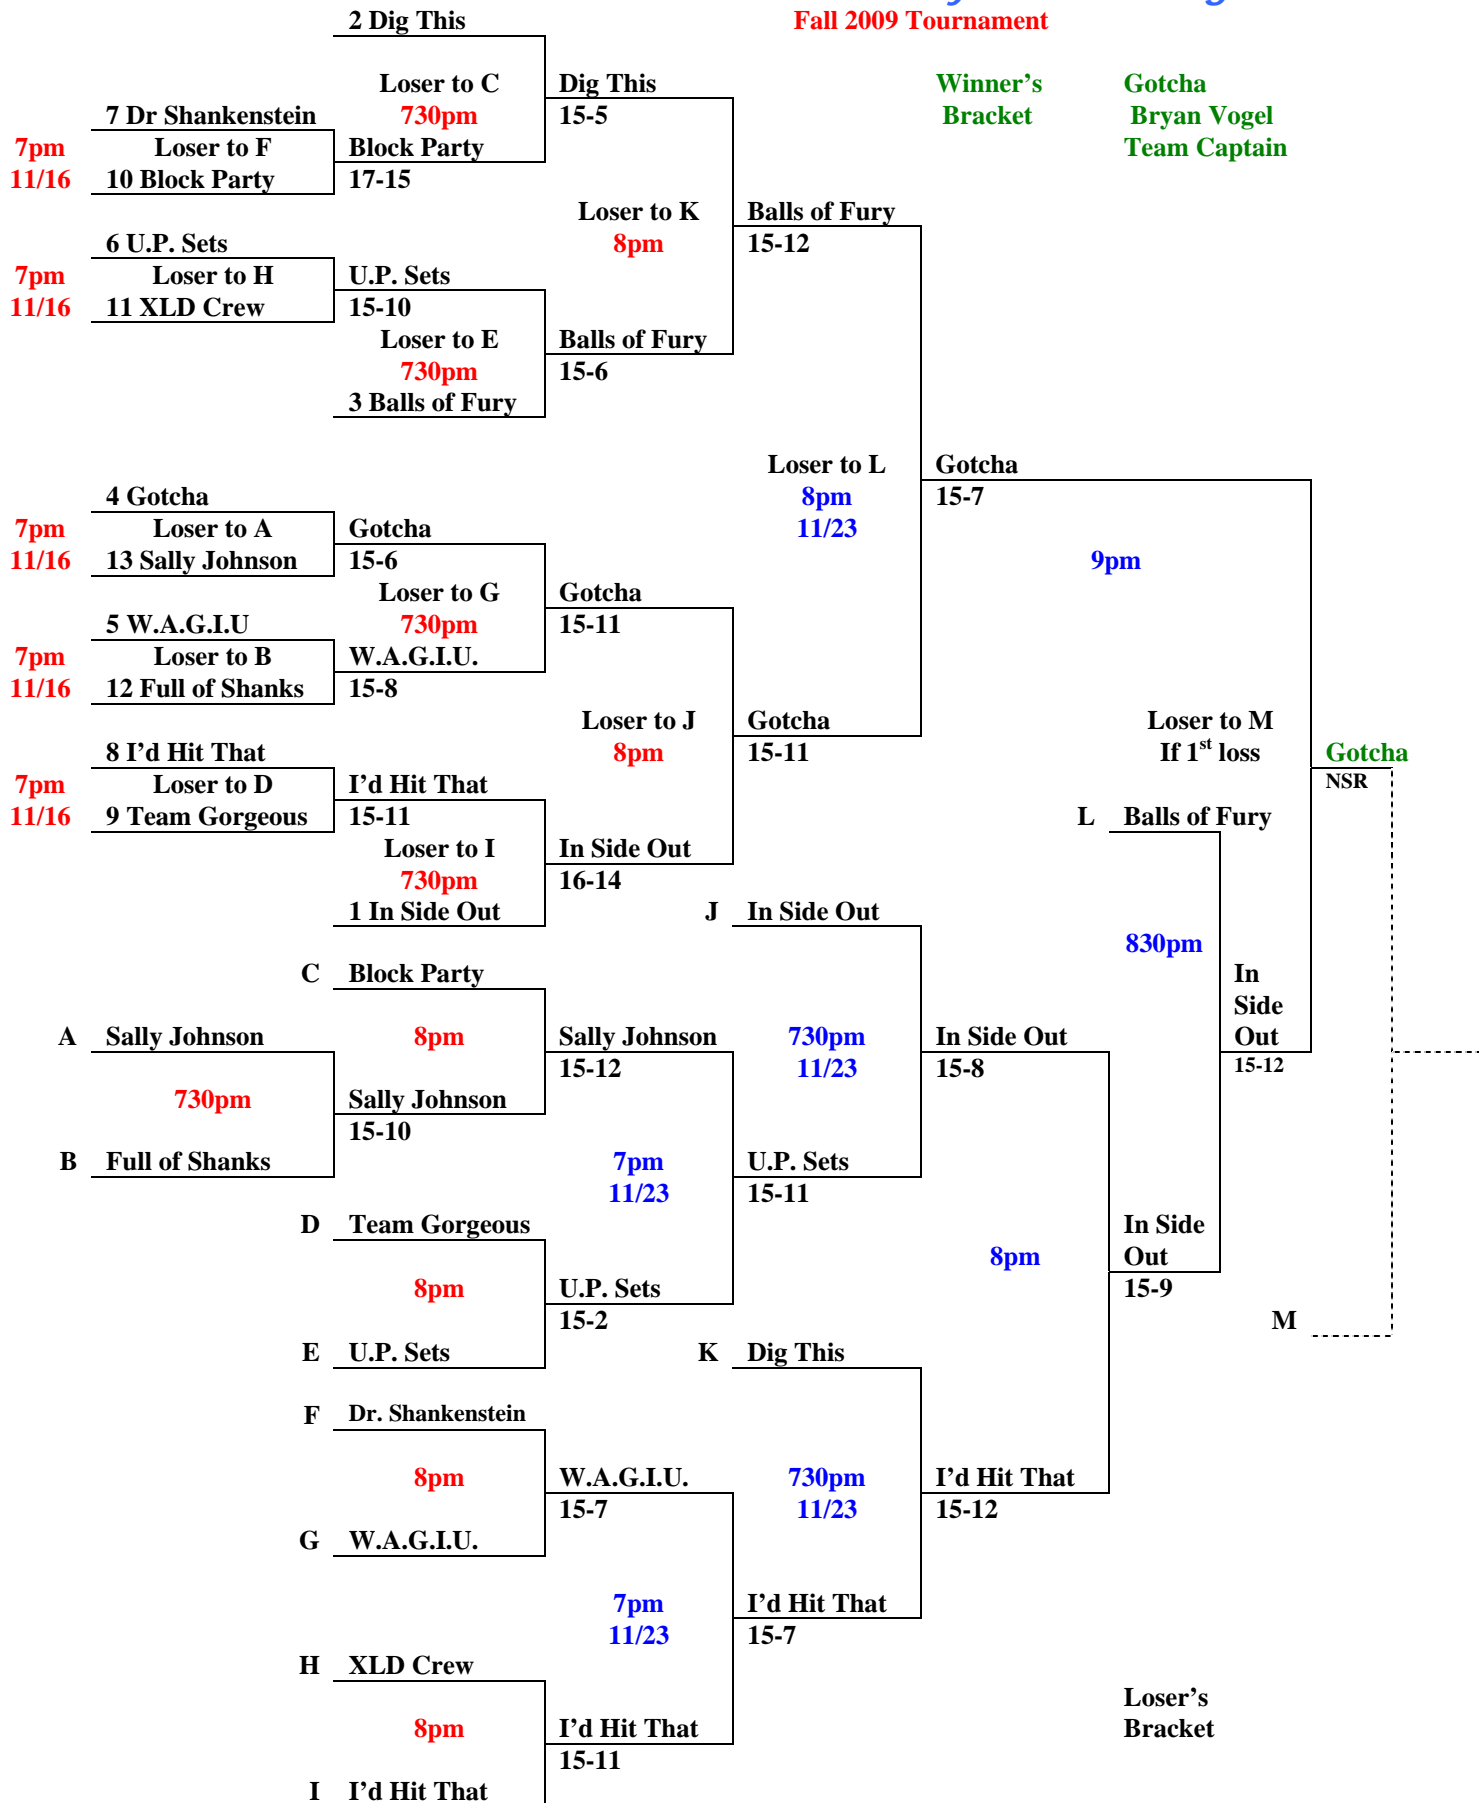 2 Dig This
Fall 2009 Tournament
Loser to C
730pm
Dig This
15-5
Winner's
Bracket
Gotcha
Bryan Vogel
Team Captain
7 Dr Shankenstein
7pm
11/16
Loser to F
10 Block Party
Block Party
17-15
Loser to K
8pm
Balls of Fury
15-12
6 U.P. Sets
7pm
11/16
Loser to H
11 XLD Crew
U.P. Sets
15-10
Loser to E
730pm
Balls of Fury
15-6
3 Balls of Fury
Loser to L
8pm
11/23
Gotcha
15-7
9pm
4 Gotcha
7pm
11/16
Loser to A
13 Sally Johnson
Gotcha
15-6
Loser to G
730pm
Gotcha
15-11
5 W.A.G.I.U
7pm
11/16
Loser to B
12 Full of Shanks
W.A.G.I.U.
15-8
Loser to J
8pm
Gotcha
15-11
Loser to M
If 1st loss
Gotcha
NSR
8 I'd Hit That
7pm
11/16
Loser to D
9 Team Gorgeous
I'd Hit That
15-11
Loser to I
730pm
In Side Out
16-14
1 In Side Out
L Balls of Fury
J In Side Out
830pm
In
Side
Out
15-12
C Block Party
A Sally Johnson
8pm
Sally Johnson
15-12
730pm
11/23
In Side Out
15-8
730pm
Sally Johnson
15-10
B Full of Shanks
7pm
11/23
U.P. Sets
15-11
D Team Gorgeous
8pm
U.P. Sets
15-2
8pm
In Side
Out
15-9
M
E U.P. Sets
K Dig This
F Dr. Shankenstein
8pm
W.A.G.I.U.
15-7
730pm
11/23
I'd Hit That
15-12
G W.A.G.I.U.
7pm
11/23
I'd Hit That
15-7
H XLD Crew
8pm
I'd Hit That
15-11
Loser's
Bracket
I I'd Hit That